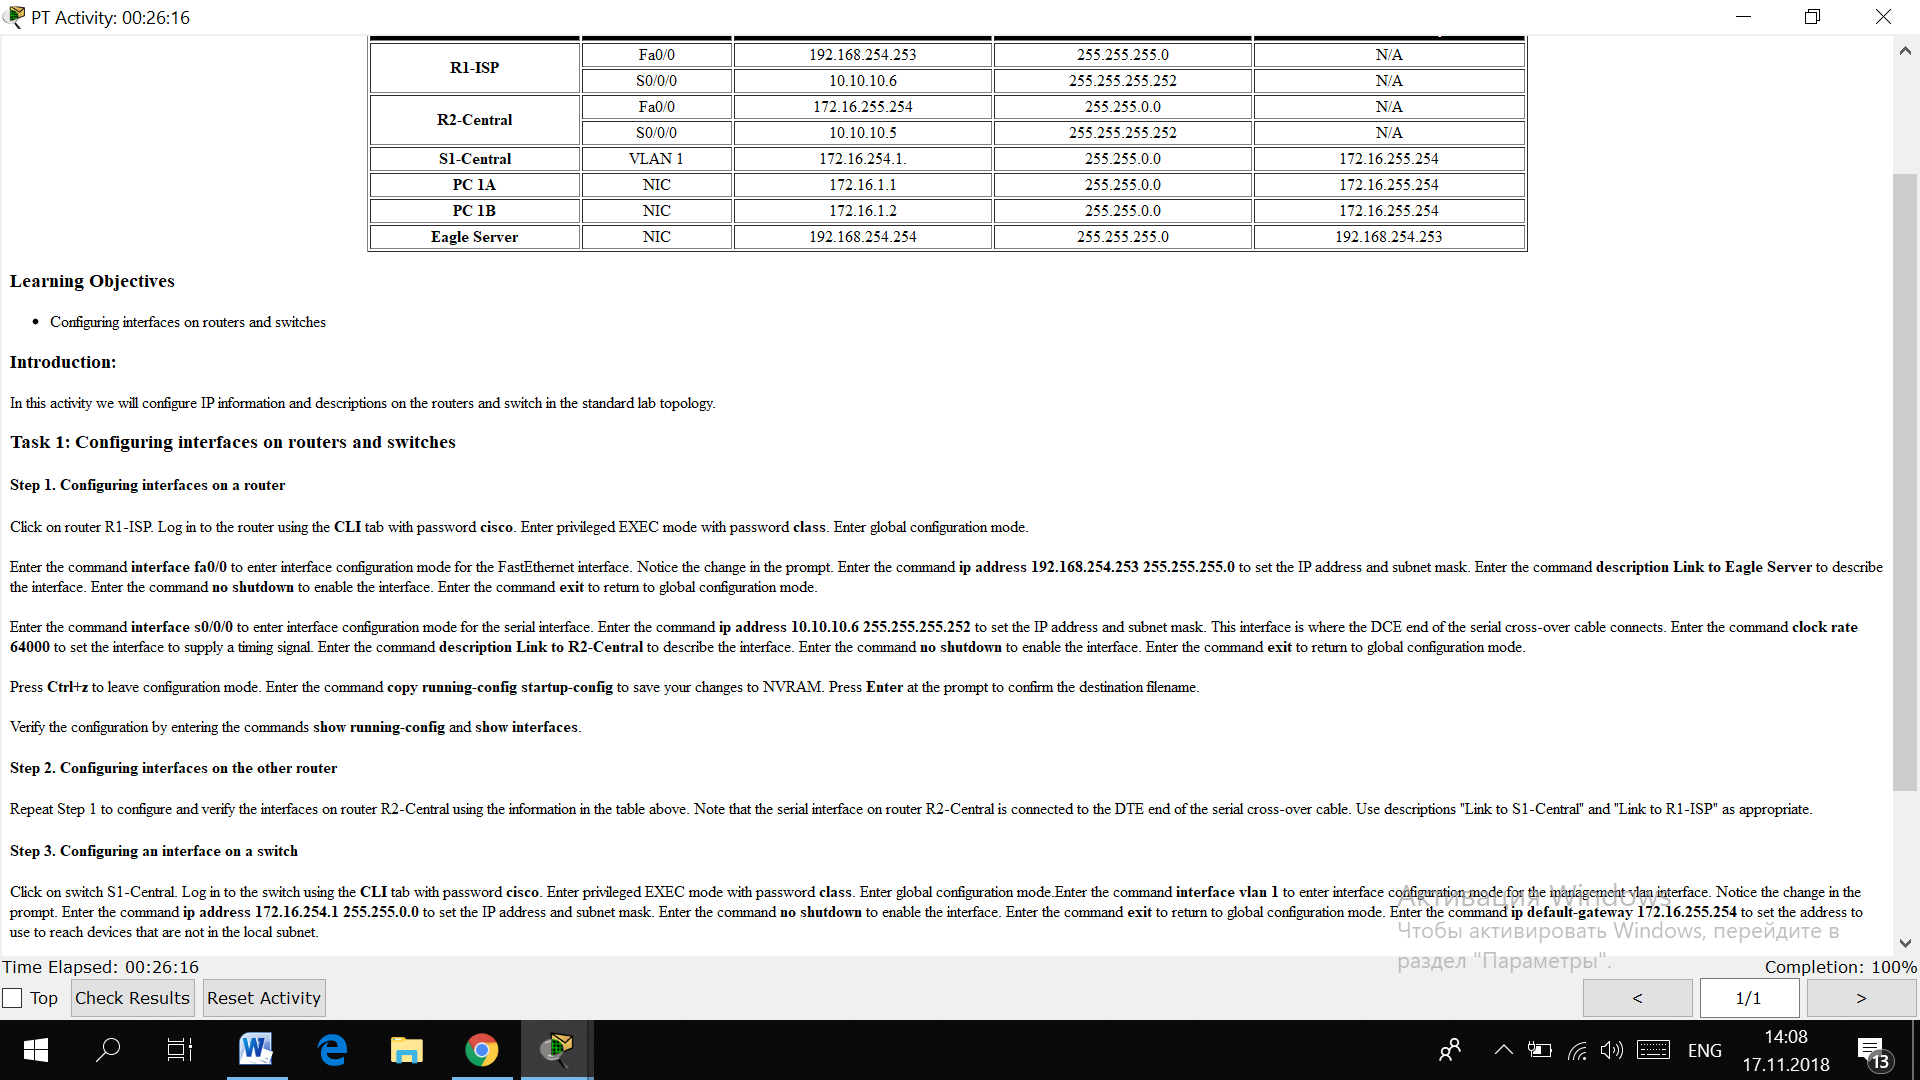 PT Activity: 00:26:16
R1-ISP Fa0/0 192.168.254.253 255.255.255.0 N/A
S0/0/0 10.10.10.6 255.255.255.252 N/A
R2-Central Fa0/0 172.16.255.254 255.255.0.0 N/A
S0/0/0 10.10.10.5 255.255.255.252 N/A
S1-Central VLAN 1 172.16.254.1. 255.255.0.0 172.16.255.254
PC 1A NIC 172.16.1.1 255.255.0.0 172.16.255.254
PC 1B NIC 172.16.1.2 255.255.0.0 172.16.255.254
Eagle Server NIC 192.168.254.254 255.255.255.0 192.168.254.253
Learning Objectives
• Configuring interfaces on routers and switches
Introduction:
In this activity we will configure IP information and descriptions on the routers and switch in the standard lab topology.
Task 1: Configuring interfaces on routers and switches
Step 1. Configuring interfaces on a router
Click on router R1-ISP. Log in to the router using the CLI tab with password cisco. Enter privileged EXEC mode with password class. Enter global configuration mode.
Enter the command interface fa0/0 to enter interface configuration mode for the FastEthernet interface. Notice the change in the prompt. Enter the command ip address 192.168.254.253 255.255.255.0 to set the IP address and subnet mask. Enter the command description Link to Eagle Server to describe
the interface. Enter the command no shutdown to enable the interface. Enter the command exit to return to global configuration mode.
Enter the command interface s0/0/0 to enter interface configuration mode for the serial interface. Enter the command ip address 10.10.10.6 255.255.255.252 to set the IP address and subnet mask. This interface is where the DCE end of the serial cross-over cable connects. Enter the command clock rate
64000 to set the interface to supply a timing signal. Enter the command description Link to R2-Central to describe the interface. Enter the command no shutdown to enable the interface. Enter the command exit to return to global configuration mode.
Press Ctrl+z to leave configuration mode. Enter the command copy running-config startup-config to save your changes to NVRAM. Press Enter at the prompt to confirm the destination filename.
Verify the configuration by entering the commands show running-config and show interfaces.
Step 2. Configuring interfaces on the other router
Repeat Step 1 to configure and verify the interfaces on router R2-Central using the information in the table above. Note that the serial interface on router R2-Central is connected to the DTE end of the serial cross-over cable. Use descriptions "Link to S1-Central" and "Link to R1-ISP" as appropriate.
Step 3. Configuring an interface on a switch
Click on switch S1-Central. Log in to the switch using the CLI tab with password cisco. Enter privileged EXEC mode with password class. Enter global configuration mode.Enter the command interface vlan 1 to enter interface configuration mode for the management vlan interface. Notice the change in the
prompt. Enter the command ip address 172.16.254.1 255.255.0.0 to set the IP address and subnet mask. Enter the command no shutdown to enable the interface. Enter the command exit to return to global configuration mode. Enter the command ip default-gateway 172.16.255.254 to set the address to
use to reach devices that are not in the local subnet.
Активация Windows
Чтобы активировать Windows, перейдите в
раздел "Параметры".
Time Elapsed: 00:26:16
Completion: 100%
Top Check Results Reset Activity < 1/1 >
ENG 14:08
17.11.2018 13